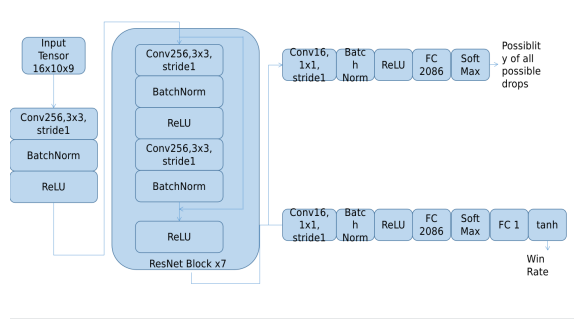 Input
Tensor
16x10x9
Conv256,3x3,
stride1
BatchNorm
ReLU
Conv256,3x3,
stride1
BatchNorm
ReLU
Conv256,3x3,
stride1
BatchNorm
ReLU
ResNet Block x7
Conv16,
1x1,
stride1
Batc
h
Norm
ReLU
FC
2086
Soft
Max
Possiblit
y of all
possible
drops
Conv16,
1x1,
stride1
Batc
h
Norm
ReLU
FC
2086
Soft
Max
FC 1
tanh
Win
Rate